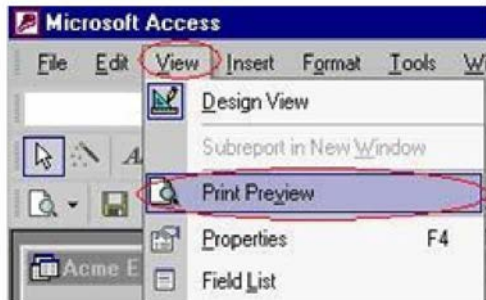 Microsoft Access
File Edit View Insert Format Tools
Design View
Subreport in New Window
Print Preview
Properties F4
Acme E
Field List